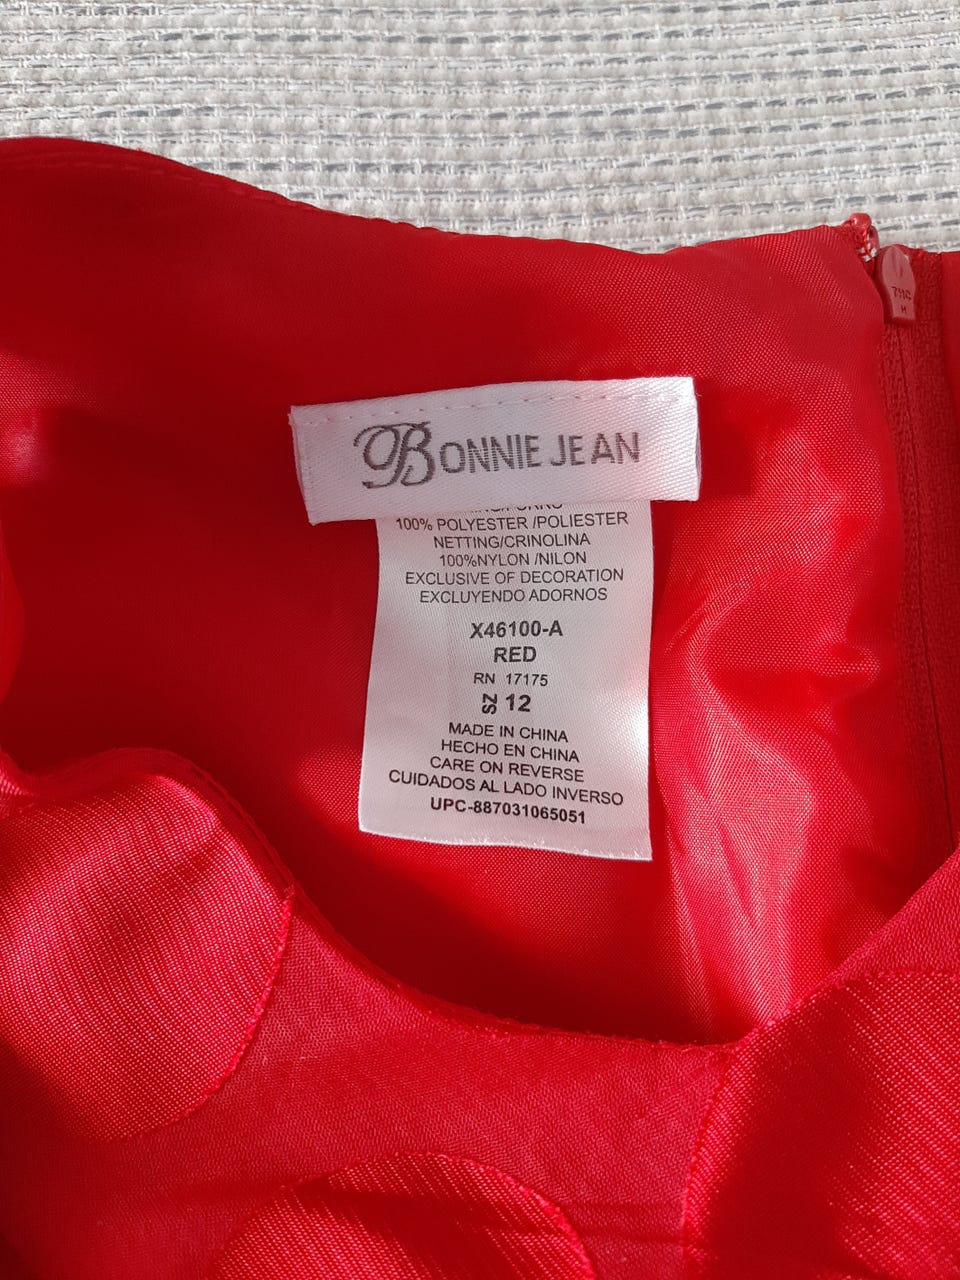 BONNIE JEAN
100% POLYESTER /POLIESTER
NETTING/CRINOLINA
100%NYLON /NILON
EXCLUSIVE OF DECORATION
EXCLUYENDO ADORNOS
X46100-A
RED
RN 17175
SZ 12
MADE IN CHINA
HECHO EN CHINA
CARE ON REVERSE
CUIDADOS AL LADO INVERSO
UPC-887031065051